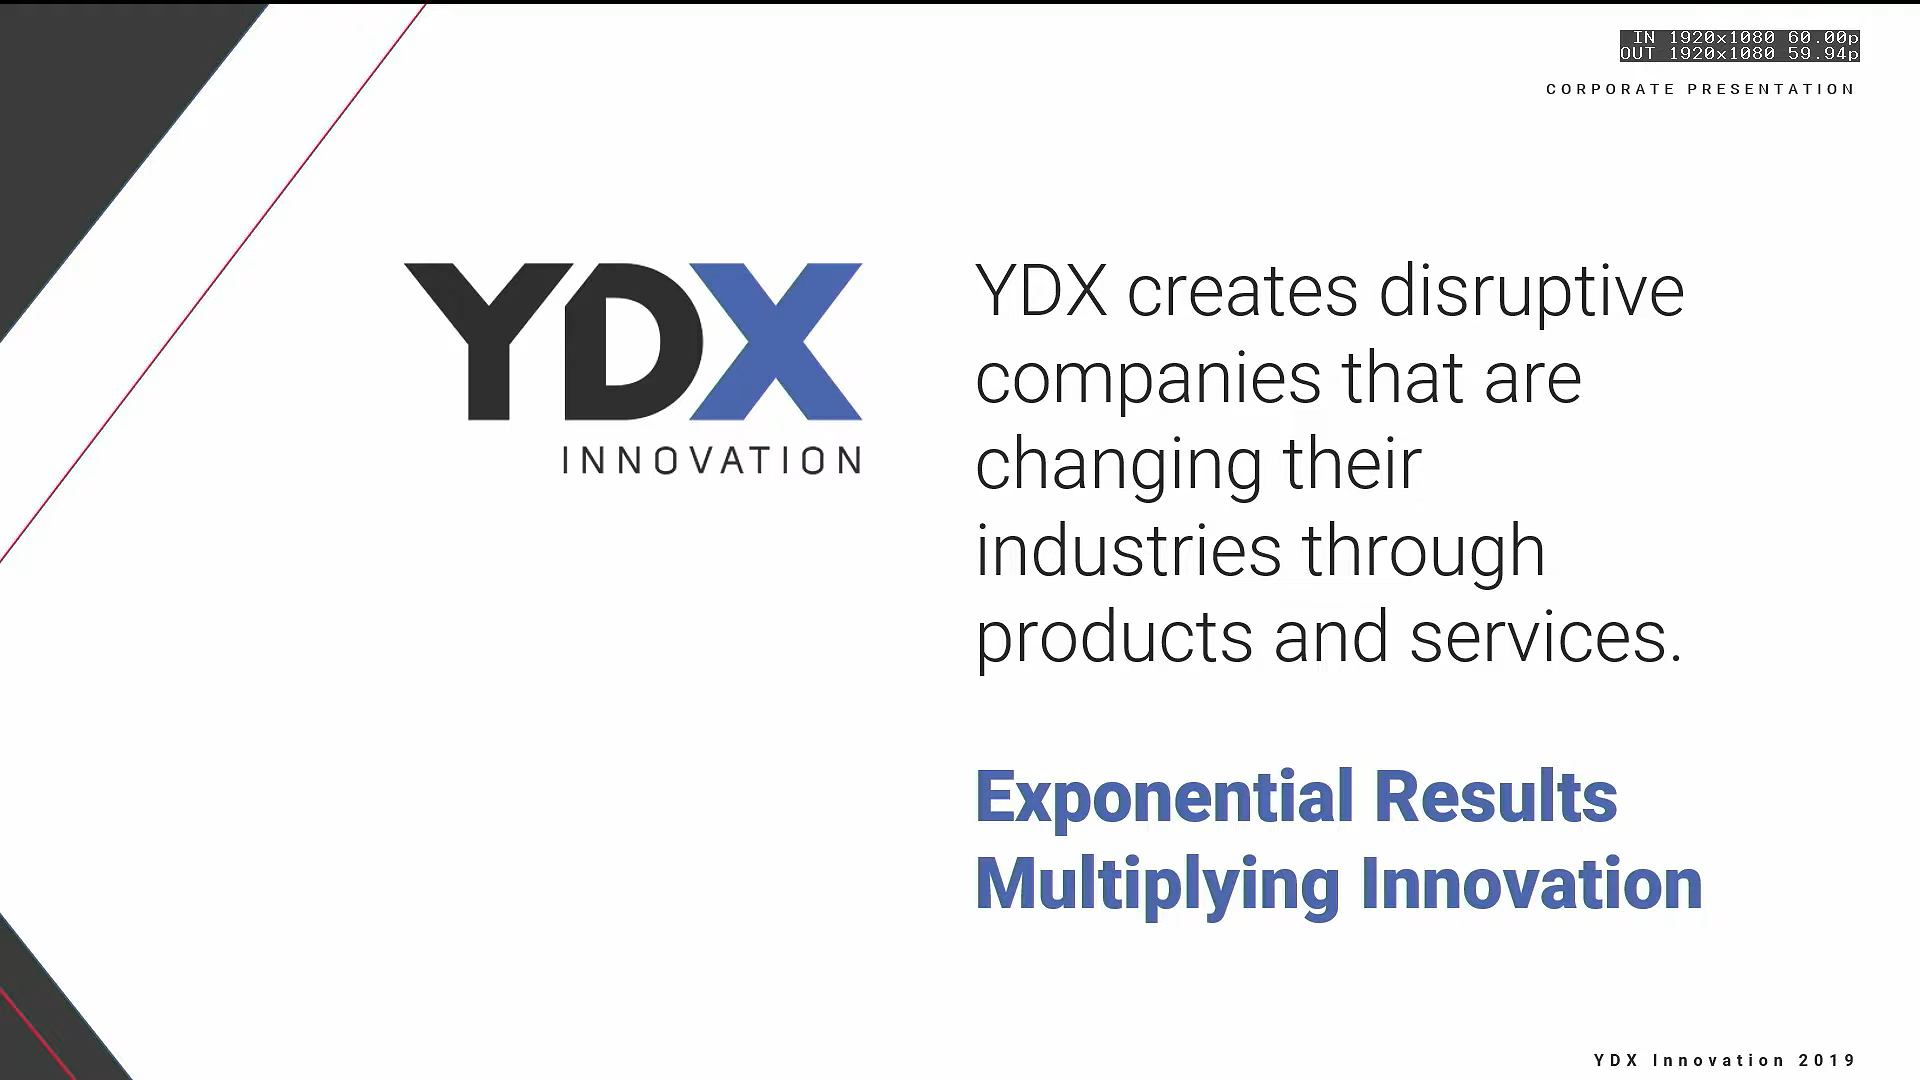 IN 1920x1080 60.00p
OUT 1920x1080 59.94p
CORPORATE PRESENTATION
YDX
INNOVATION
YDX creates disruptive
companies that are
changing their
industries through
products and services.
Exponential Results
Multiplying Innovation
YDX Innovation 2019